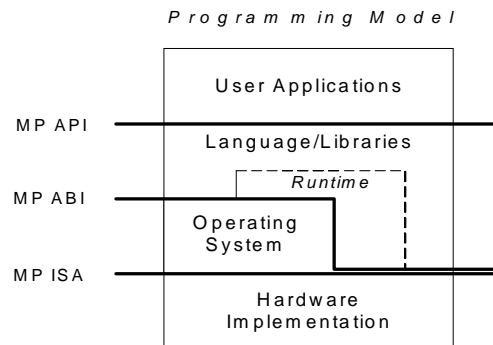 Programming Model
User Applications
MP API
Language/Libraries
Runtime
MP ABI
Operating
System
MP ISA
Hardware
Implementation